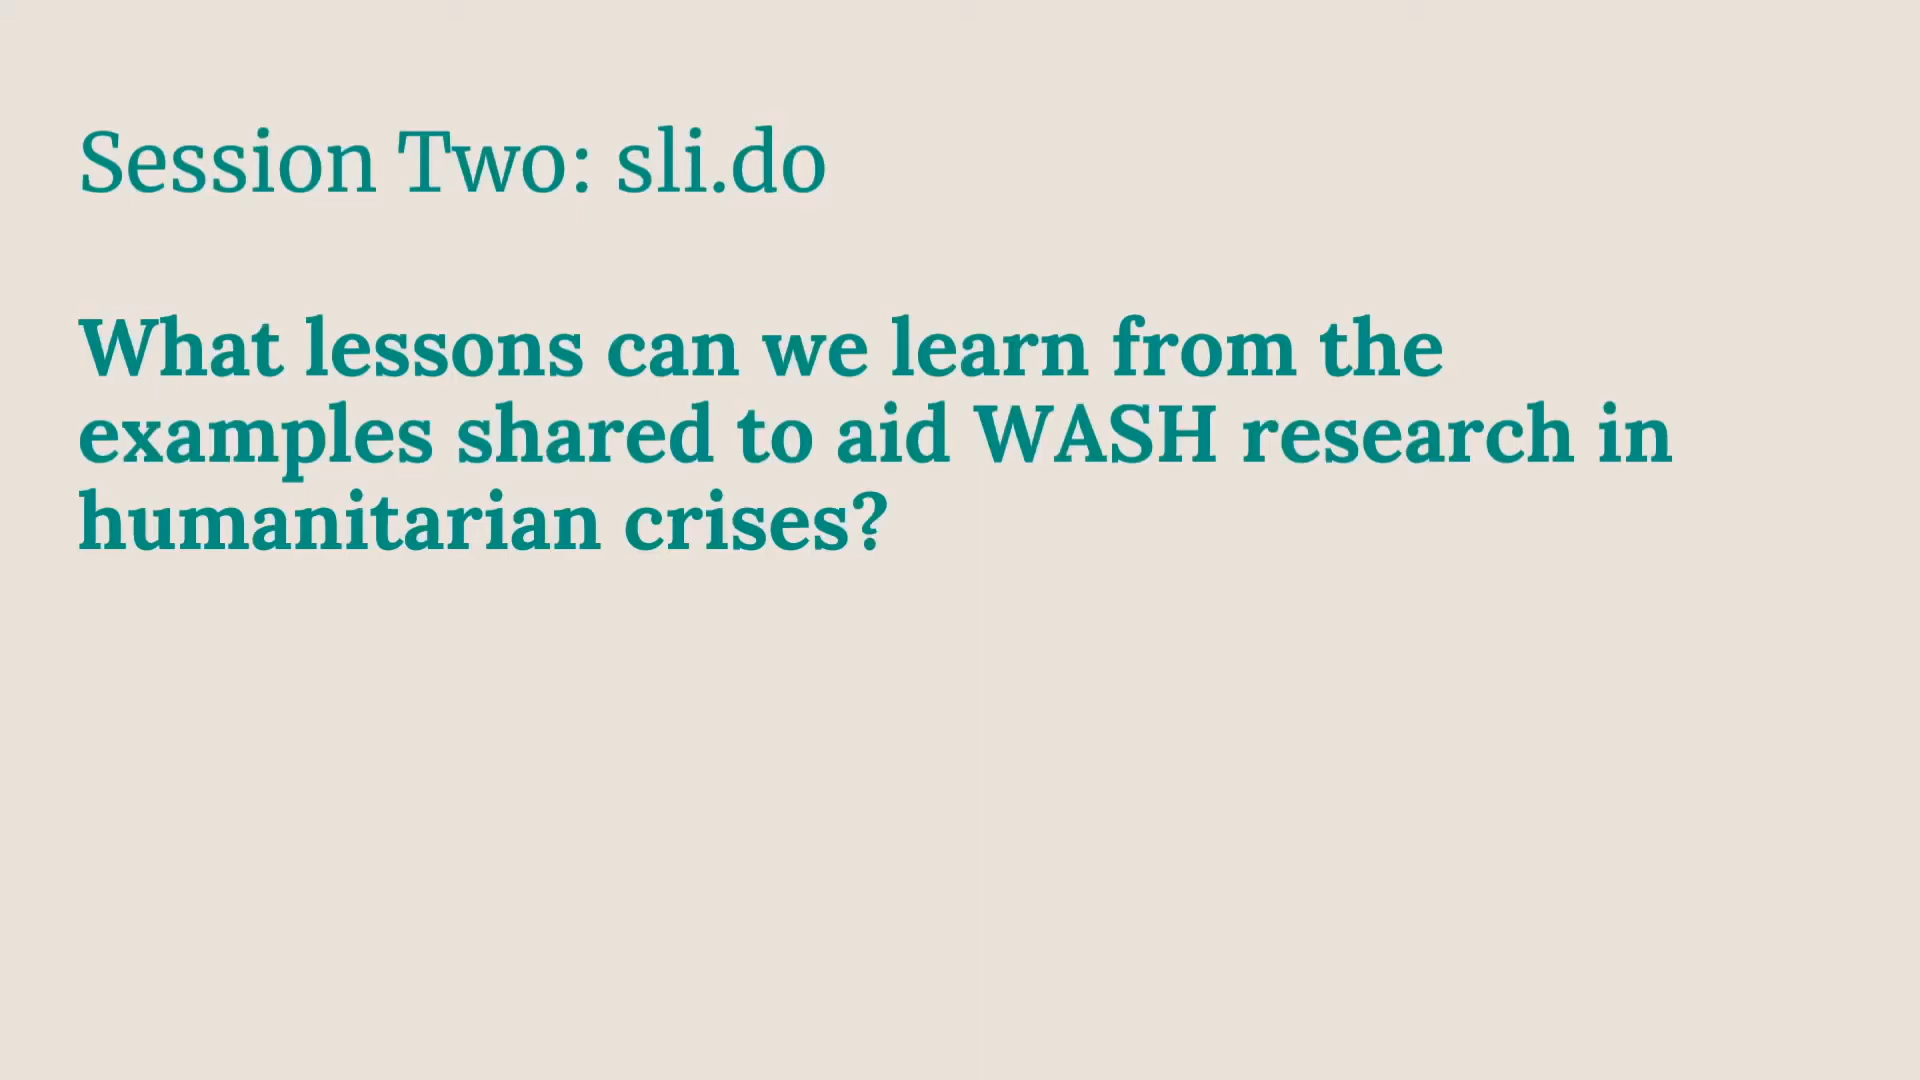 Session Two: sli.do
What lessons can we learn from the
examples shared to aid WASH research in
humanitarian crises?